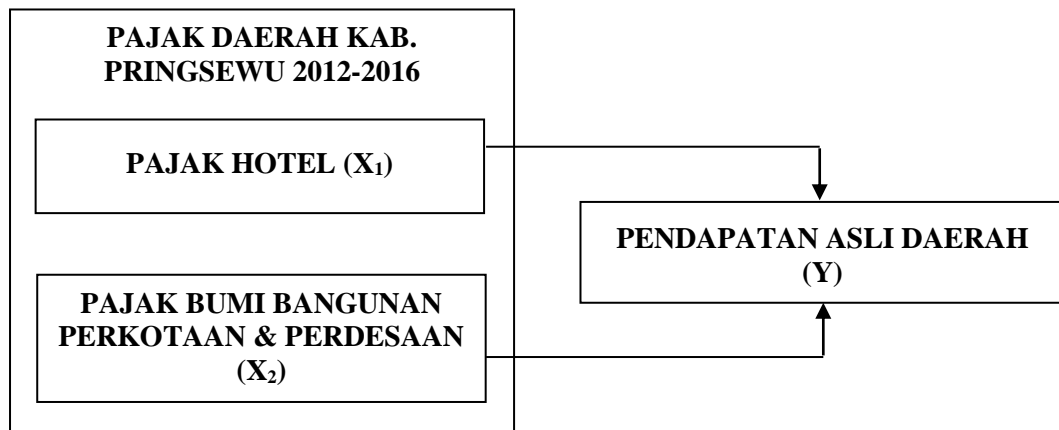 PAJAK DAERAH KAB.
PRINGSEWU 2012-2016
PAJAK HOTEL (X₁)
PAJAK BUMI BANGUNAN
PERKOTAAN & PERDESAAN
(X₂)
PENDAPATAN ASLI DAERAH
(Y)